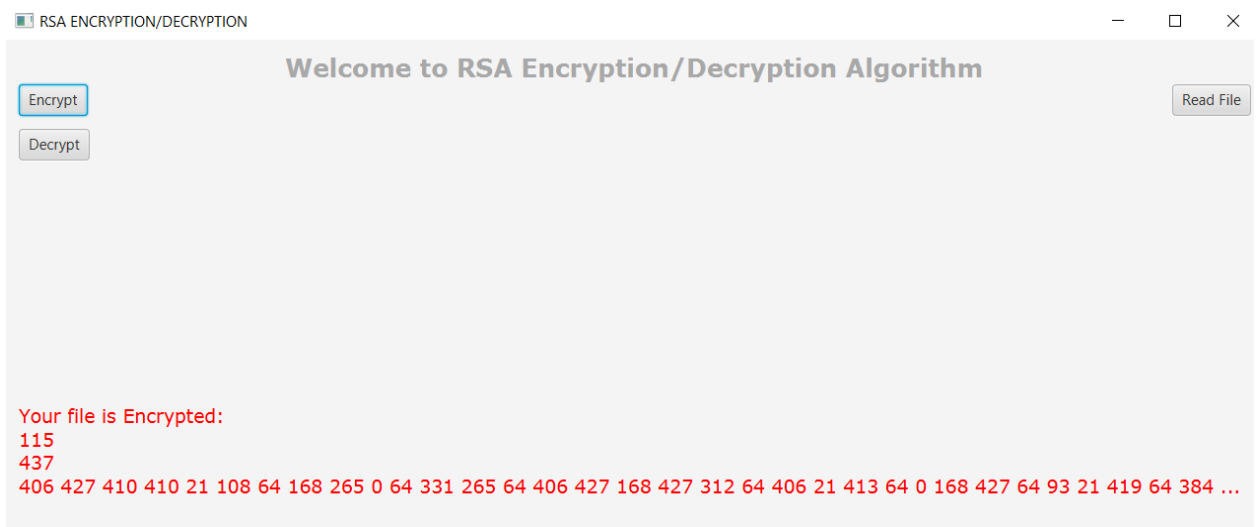 RSA ENCRYPTION/DECRYPTION
Welcome to RSA Encryption/Decryption Algorithm
Encrypt
Read File
Decrypt
Your file is Encrypted:
115
437
406 427 410 410 21 108 64 168 265 0 64 331 265 64 406 427 168 427 312 64 406 21 413 64 0 168 427 64 93 21 419 64 384 ...